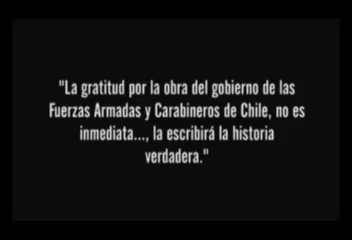 "La gratitud por la obra del gobierno de las
Fuerzas Armadas y Carabineros de Chile, no es
inmediata..., la escribirá la historia
verdadera."